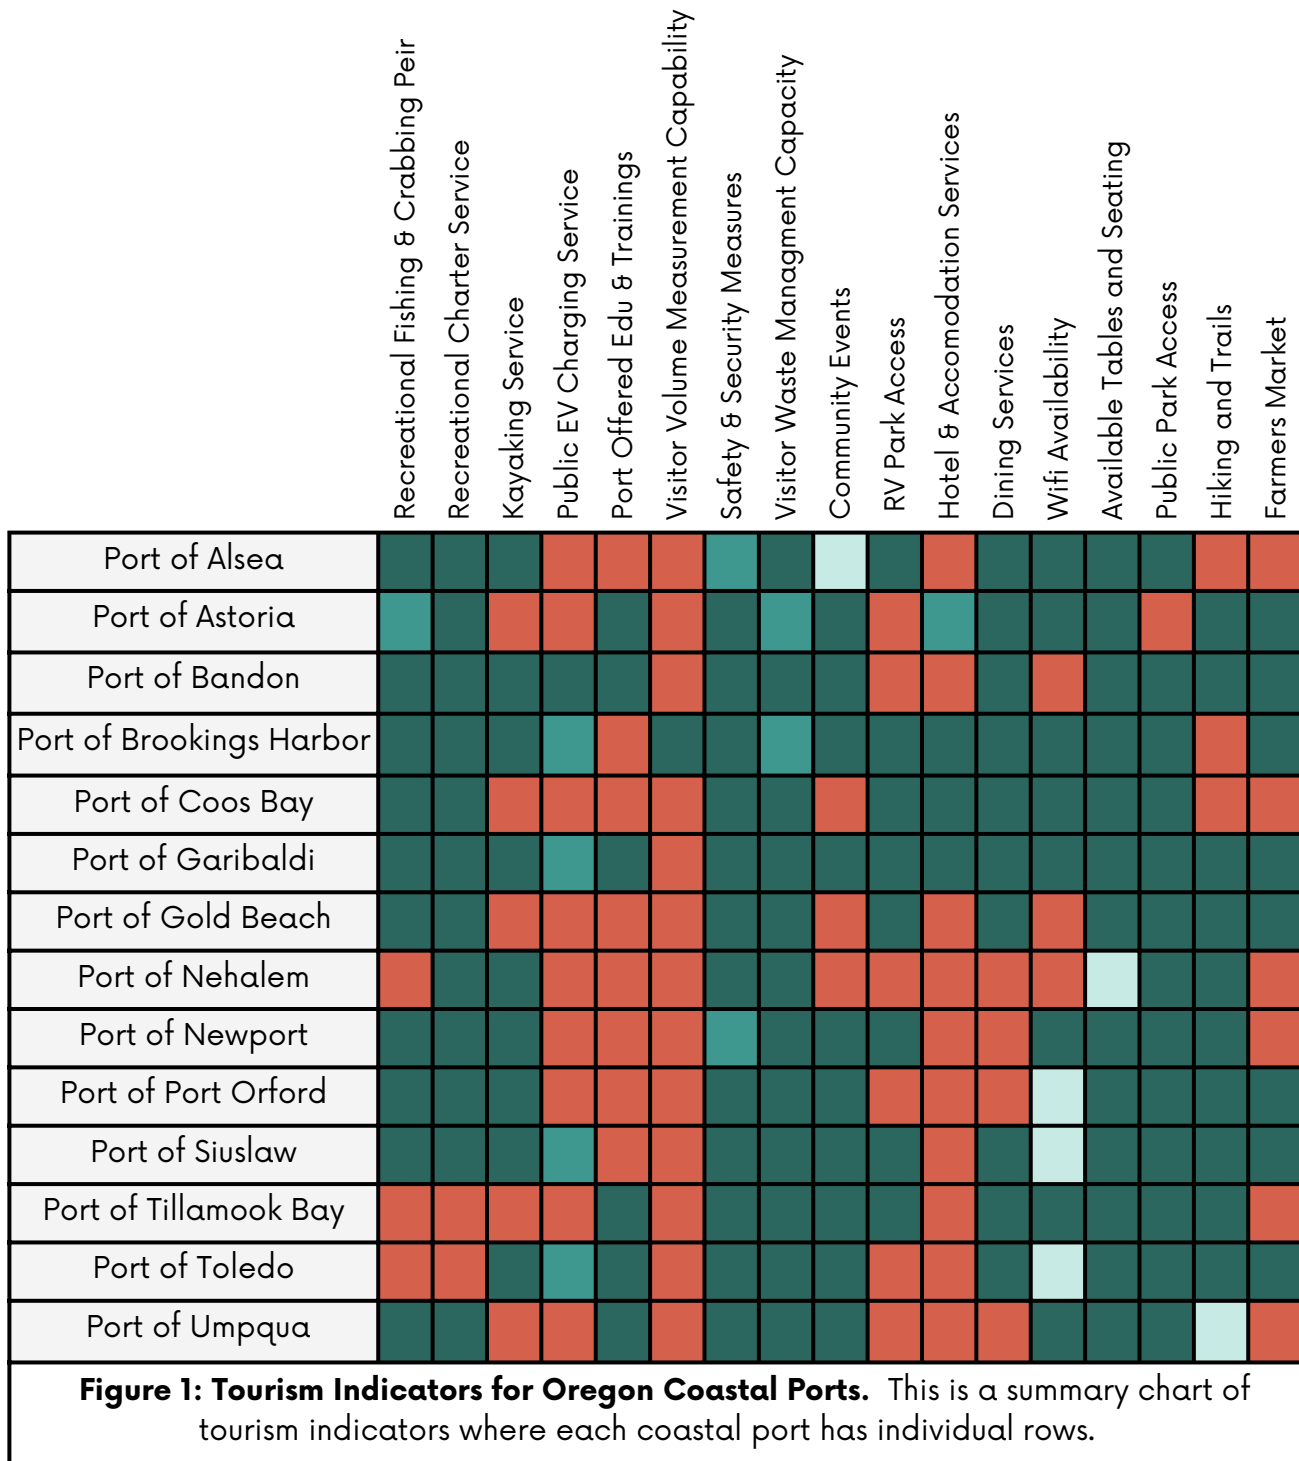 Recreational Fishing & Crabbing Peir
Recreational Charter Service
Kayaking Service
Public EV Charging Service
Port Offered Edu & Trainings
Visitor Volume Measurement Capability
Safety & Security Measures
Visitor Waste Managment Capacity
Community Events
RV Park Access
Hotel & Accomodation Services
Dining Services
Wifi Availability
Available Tables and Seating
Public Park Access
Hiking and Trails
Farmers Market
Port of Alsea
Port of Astoria
Port of Bandon
Port of Brookings Harbor
Port of Coos Bay
Port of Garibaldi
Port of Gold Beach
Port of Nehalem
Port of Newport
Port of Port Orford
Port of Siuslaw
Port of Tillamook Bay
Port of Toledo
Port of Umpqua
Figure 1: Tourism Indicators for Oregon Coastal Ports. This is a summary chart of
tourism indicators where each coastal port has individual rows.